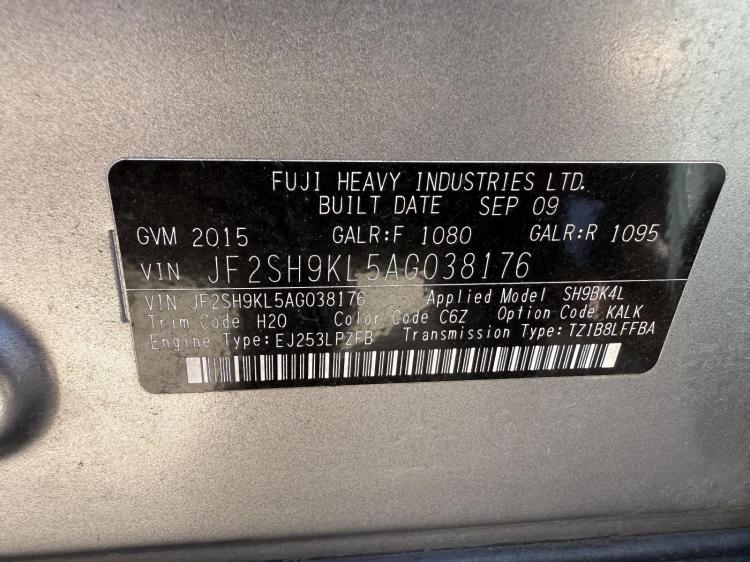 FUJI HEAVY INDUSTRIES LTD.
BUILT DATE SEP 09
GVM 2015 GALR:F 1080 GALR:R 1095
VIN JF2SH9KL5AG038176
VIN JF2SH9KL5AG038176 Applied Model SH9BK4L
Trim Code H20 Color Code C6Z Option Code KALK
Engine Type:EJ253LPZFB Transmission Type:TZ1B8LFFBA